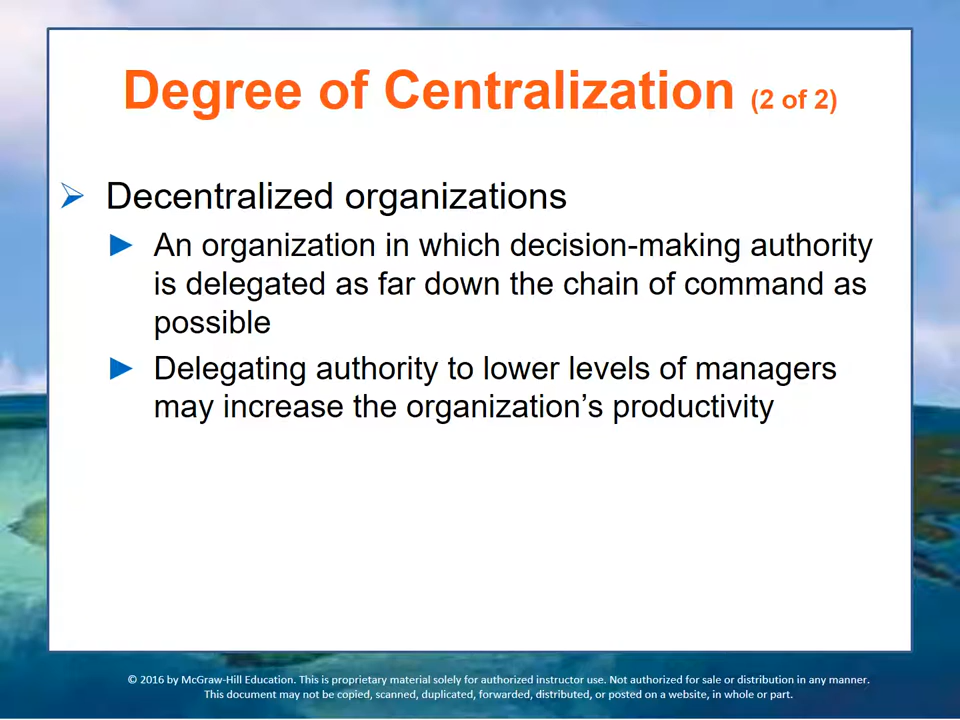 Degree of Centralization (2 of 2)
Decentralized organizations
An organization in which decision-making authority
is delegated as far down the chain of command as
possible
Delegating authority to lower levels of managers
may increase the organization’s productivity
© 2016 by McGraw-Hill Education. This is proprietary material solely for authorized instructor use. Not authorized for sale or distribution in any manner.
This document may not be copied, scanned, duplicated, forwarded, distributed, or posted on a website, in whole or part.